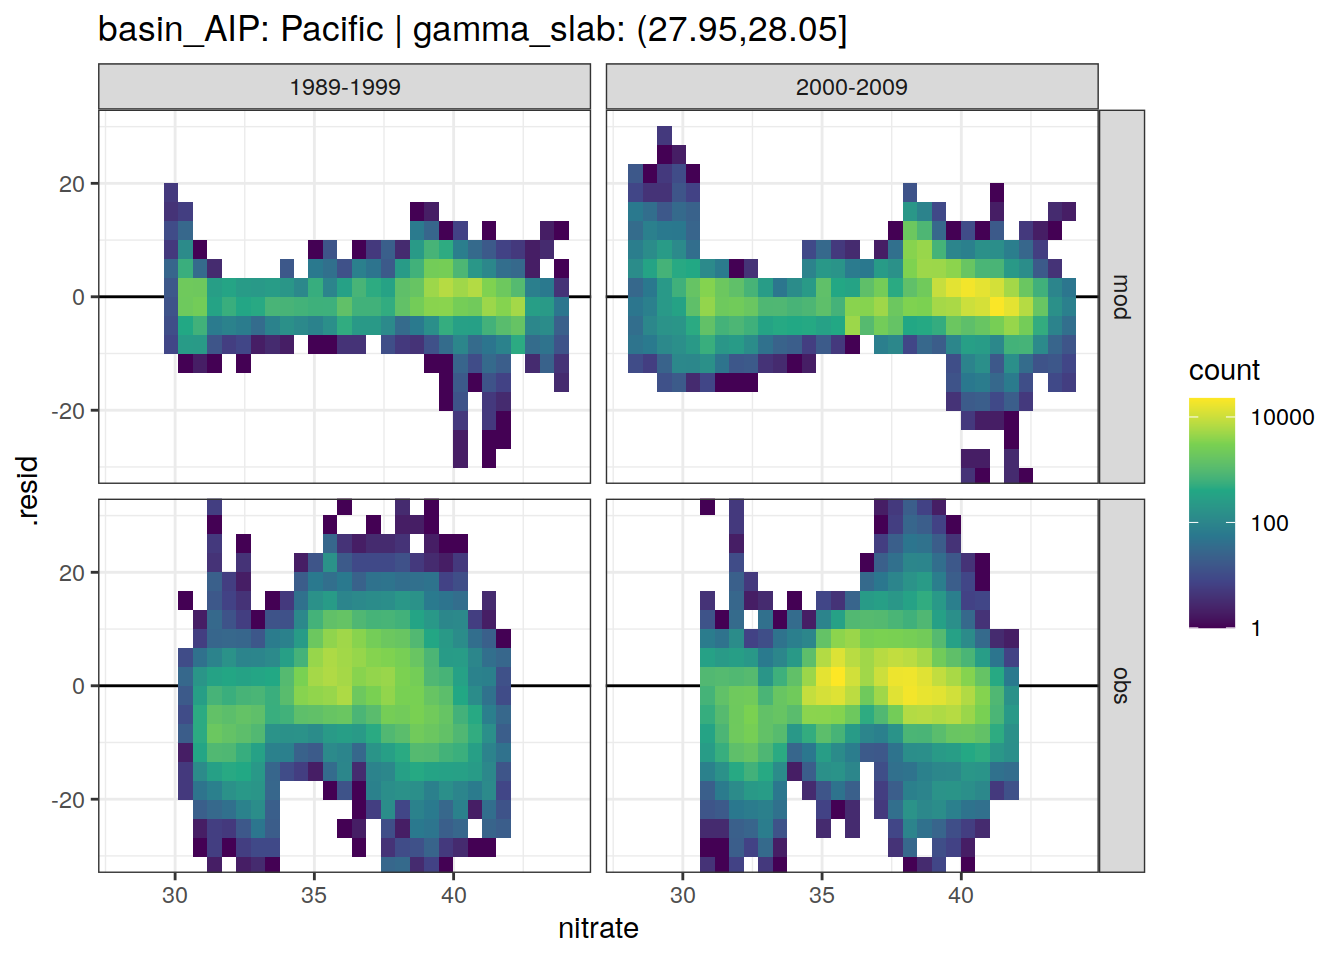 basin_AIP: Pacific | gamma_slab: (27.95,28.05]
1989-1999
2000-2009
20
0
-20
mod
20
0
-20
obs
.resid
30
35
40
30
35
40
nitrate
count
10000
100
1